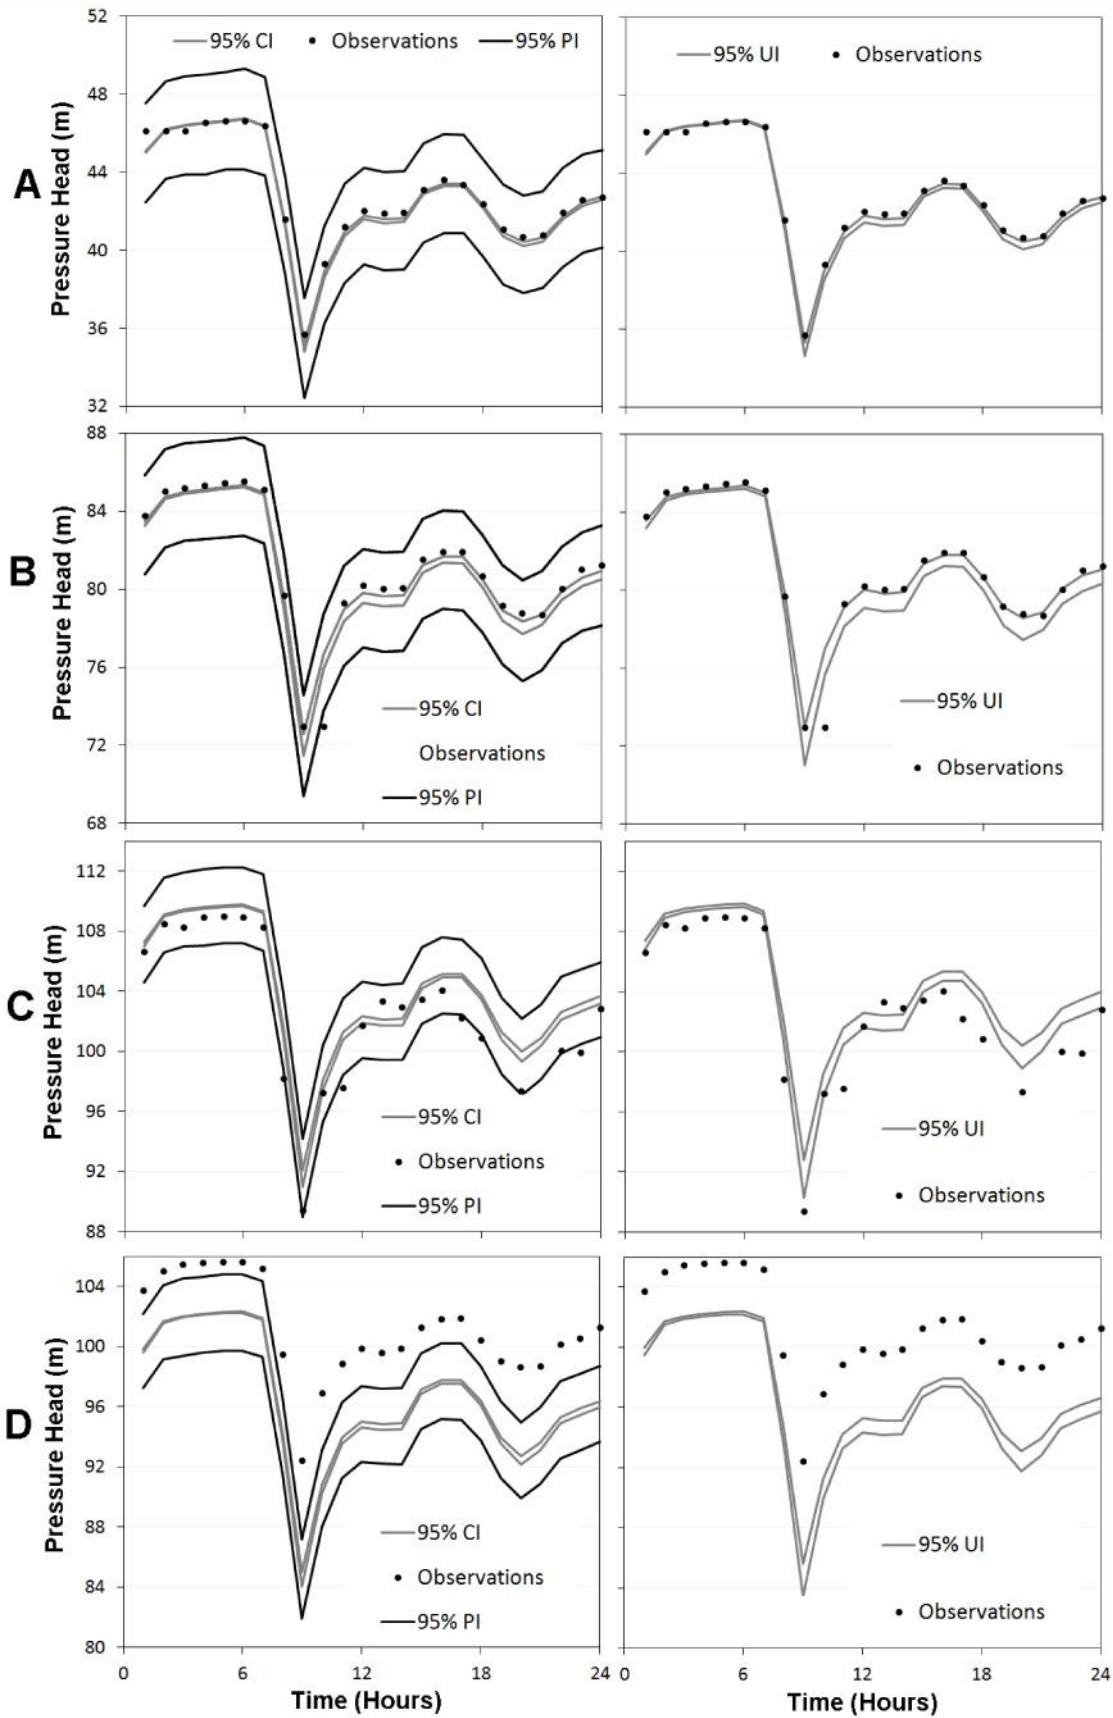 52
48
44
40
36
32
A
Pressure Head (m)
95% CI Observations 95% PI
95% UI Observations
88
84
80
76
72
68
B
Pressure Head (m)
95% CI
Observations
95% PI
95% UI
Observations
112
108
104
100
96
92
88
C
Pressure Head (m)
95% CI
Observations
95% PI
95% UI
Observations
104
100
96
92
88
84
80
D
Pressure Head (m)
95% CI
Observations
95% PI
95% UI
Observations
0 6 12 18 24
0 6 12 18 24
Time (Hours)
Time (Hours)